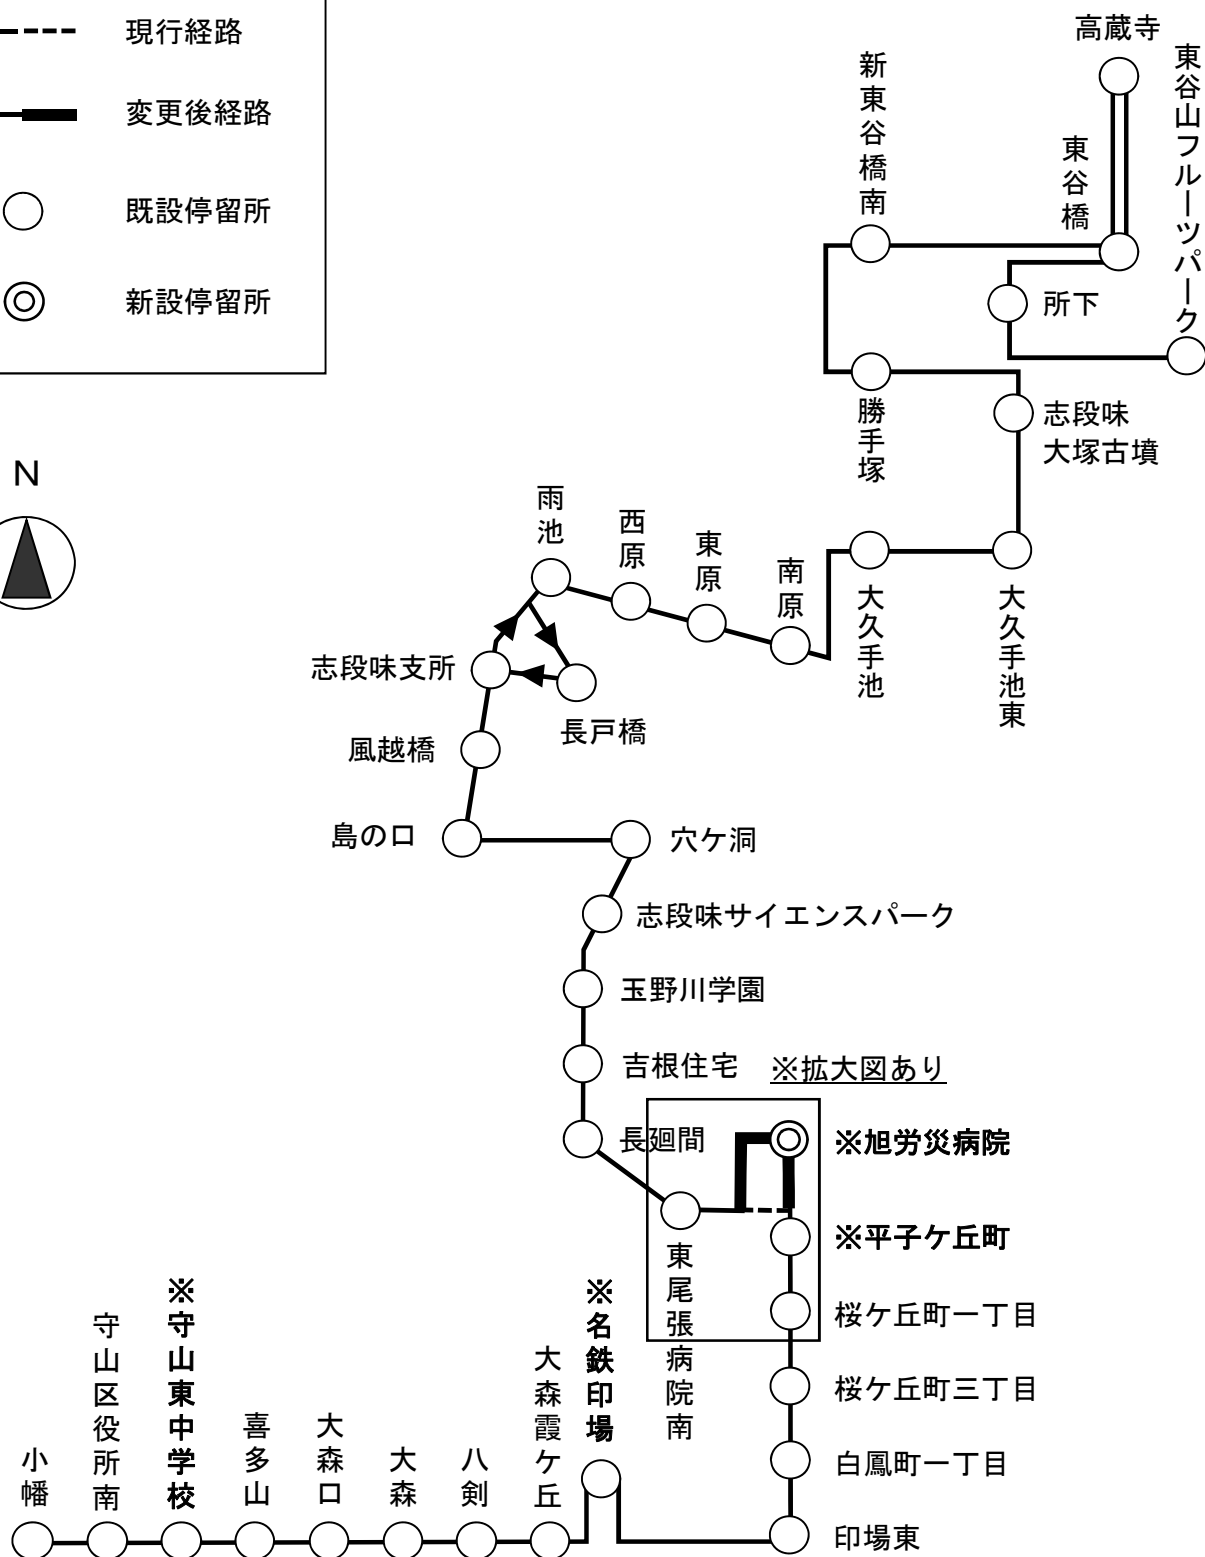 現行経路
変更後経路
既設停留所
新設停留所
N
高蔵寺
東谷山フルーツパーク
新東谷橋南
東谷橋
所下
勝手塚
志段味
大塚古墳
雨池
西原
東原
南原
大久手池
大久手池東
志段味支所
長戸橋
風越橋
島の口
穴ケ洞
志段味サイエンスパーク
玉野川学園
吉根住宅
※拡大図あり
長廻間
※旭労災病院
※平子ケ丘町
東尾張病院南
桜ケ丘町一丁目
桜ケ丘町三丁目
白鳳町一丁目
印場東
※名鉄印場
大森霞ケ丘
八剣
大森
大森口
喜多山
※守山東中学校
守山区役所南
小幡